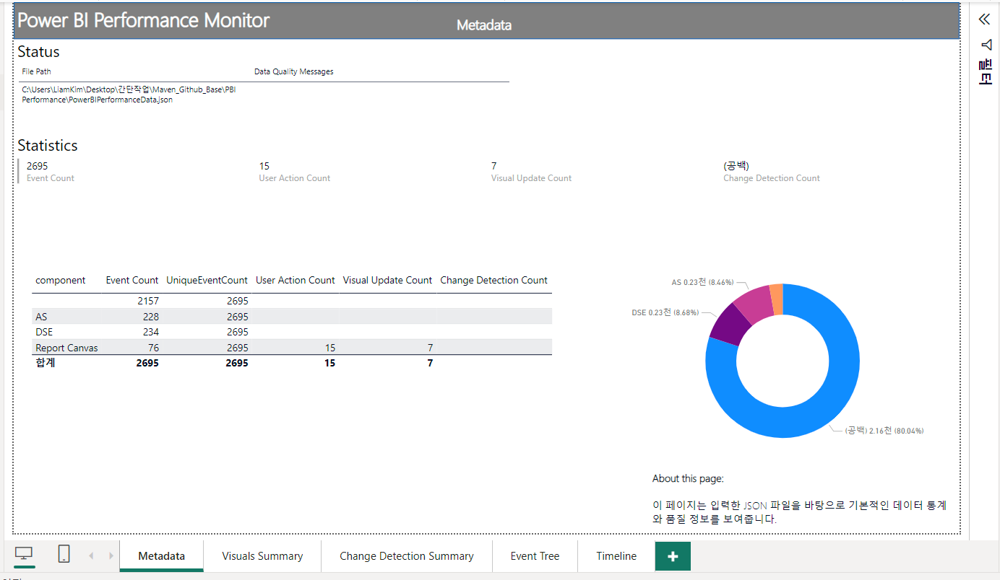 Power BI Performance Monitor
Metadata
필터
Status
File Path Data Quality Messages
C:\Users\LiamKim\Desktop\간단작업\Maven_Github_Base\PBI
Performance\PowerBIPerformanceData.json
Statistics
2695 15 7 (공백)
Event Count User Action Count Visual Update Count Change Detection Count
component Event Count UniqueEventCount User Action Count Visual Update Count Change Detection Count
2157 2695
AS 228 2695
DSE 234 2695
Report Canvas 76 2695 15 7
합계 2695 2695 15 7
AS 0.23천 (8.46%)
DSE 0.23천 (8.68%)
(공백) 2.16천 (80.04%)
About this page:
이 페이지는 입력한 JSON 파일을 바탕으로 기본적인 데이터 통계
와 품질 정보를 보여줍니다.
Metadata Visuals Summary Change Detection Summary Event Tree Timeline